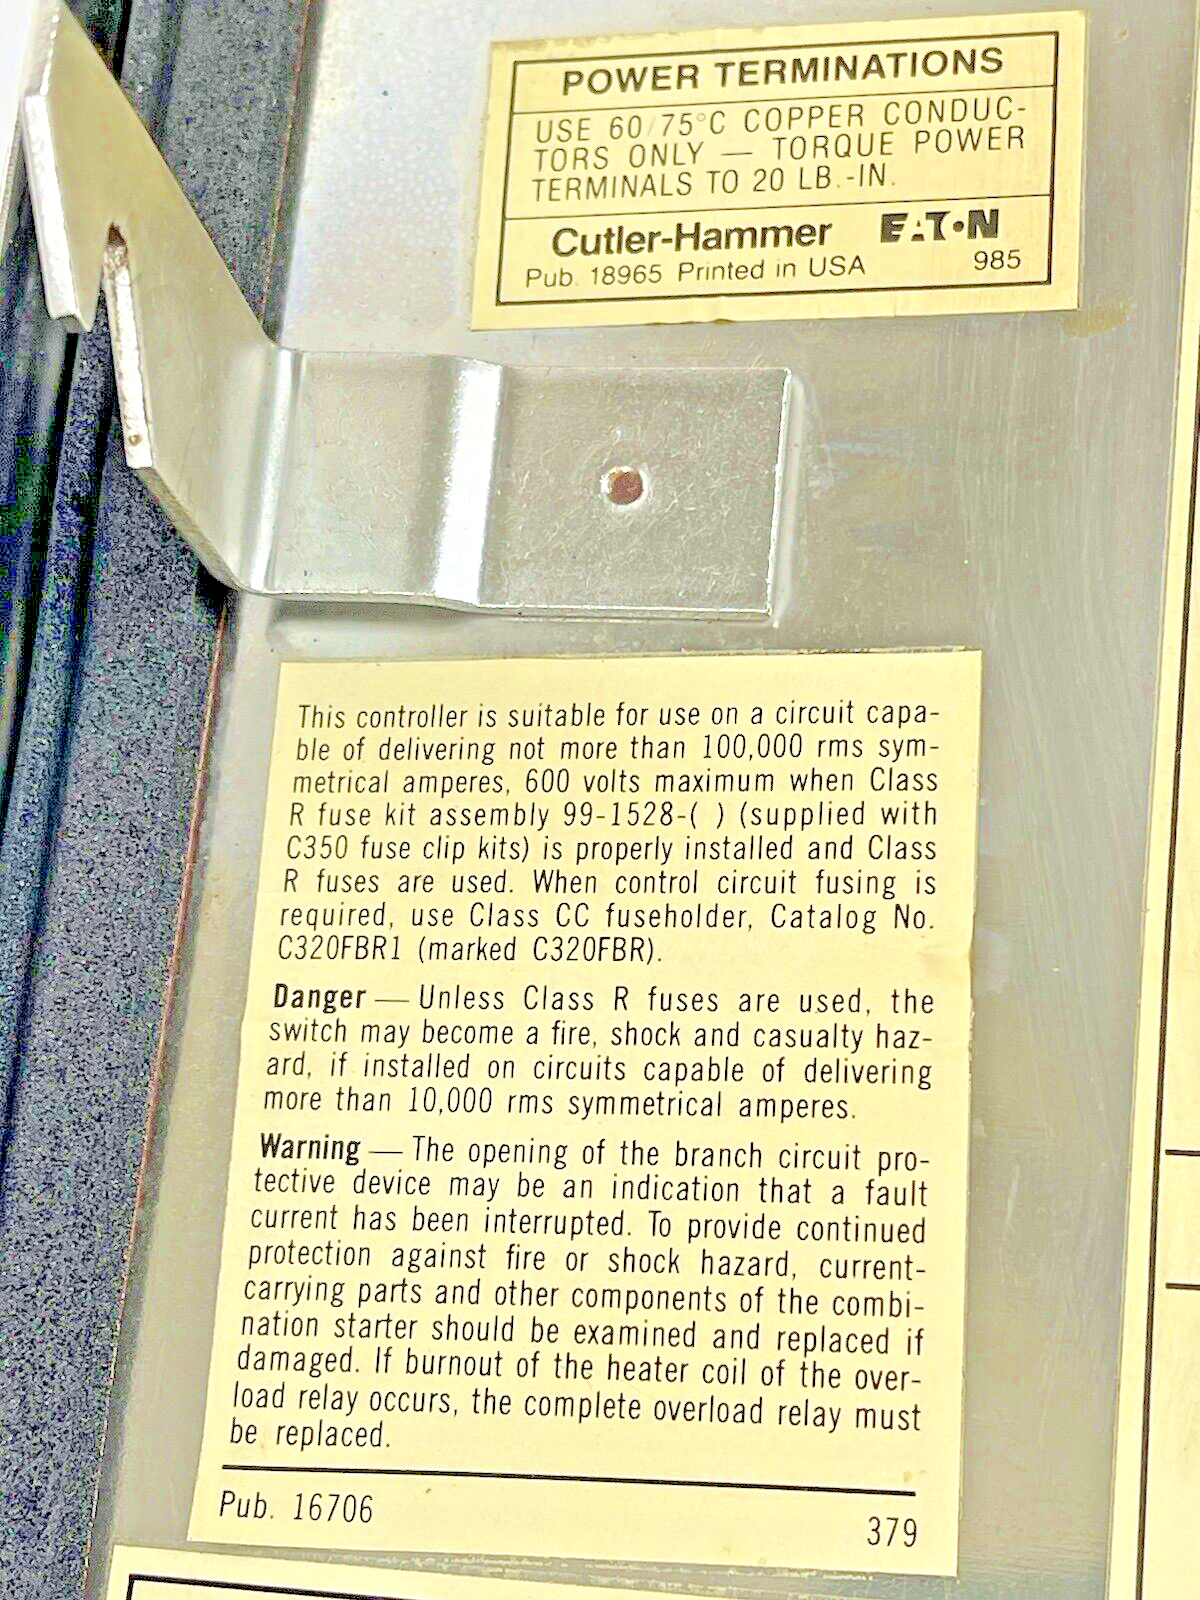 POWER TERMINATIONS
USE 60/75°C COPPER CONDUC-
TORS ONLY — TORQUE POWER
TERMINALS TO 20 LB.-IN.
Cutler-Hammer EATON
Pub. 18965 Printed in USA 985
This controller is suitable for use on a circuit capa-
ble of delivering not more than 100,000 rms sym-
metrical amperes, 600 volts maximum when Class
R fuse kit assembly 99-1528-( ) (supplied with
C350 fuse clip kits) is properly installed and Class
R fuses are used. When control circuit fusing is
required, use Class CC fuseholder, Catalog No.
C320FBR1 (marked C320FBR).
Danger — Unless Class R fuses are used, the
switch may become a fire, shock and casualty haz-
ard, if installed on circuits capable of delivering
more than 10,000 rms symmetrical amperes.
Warning — The opening of the branch circuit pro-
tective device may be an indication that a fault
current has been interrupted. To provide continued
protection against fire or shock hazard, current-
carrying parts and other components of the combi-
nation starter should be examined and replaced if
damaged. If burnout of the heater coil of the over-
load relay occurs, the complete overload relay must
be replaced.
Pub. 16706 379